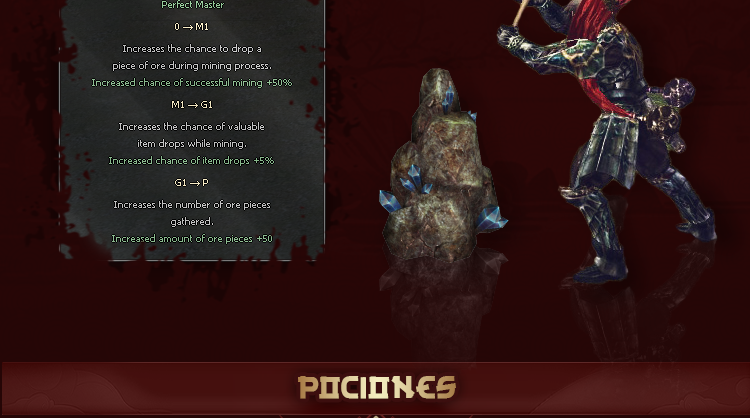 Perfect Master
0 → M1
Increases the chance to drop a
piece of ore during mining process.
Increased chance of successful mining +50%
M1 → G1
Increases the chance of valuable
item drops while mining.
Increased chance of item drops +5%
G1 → P
Increases the number of ore pieces
gathered.
Increased amount of ore pieces +50
POCIONES